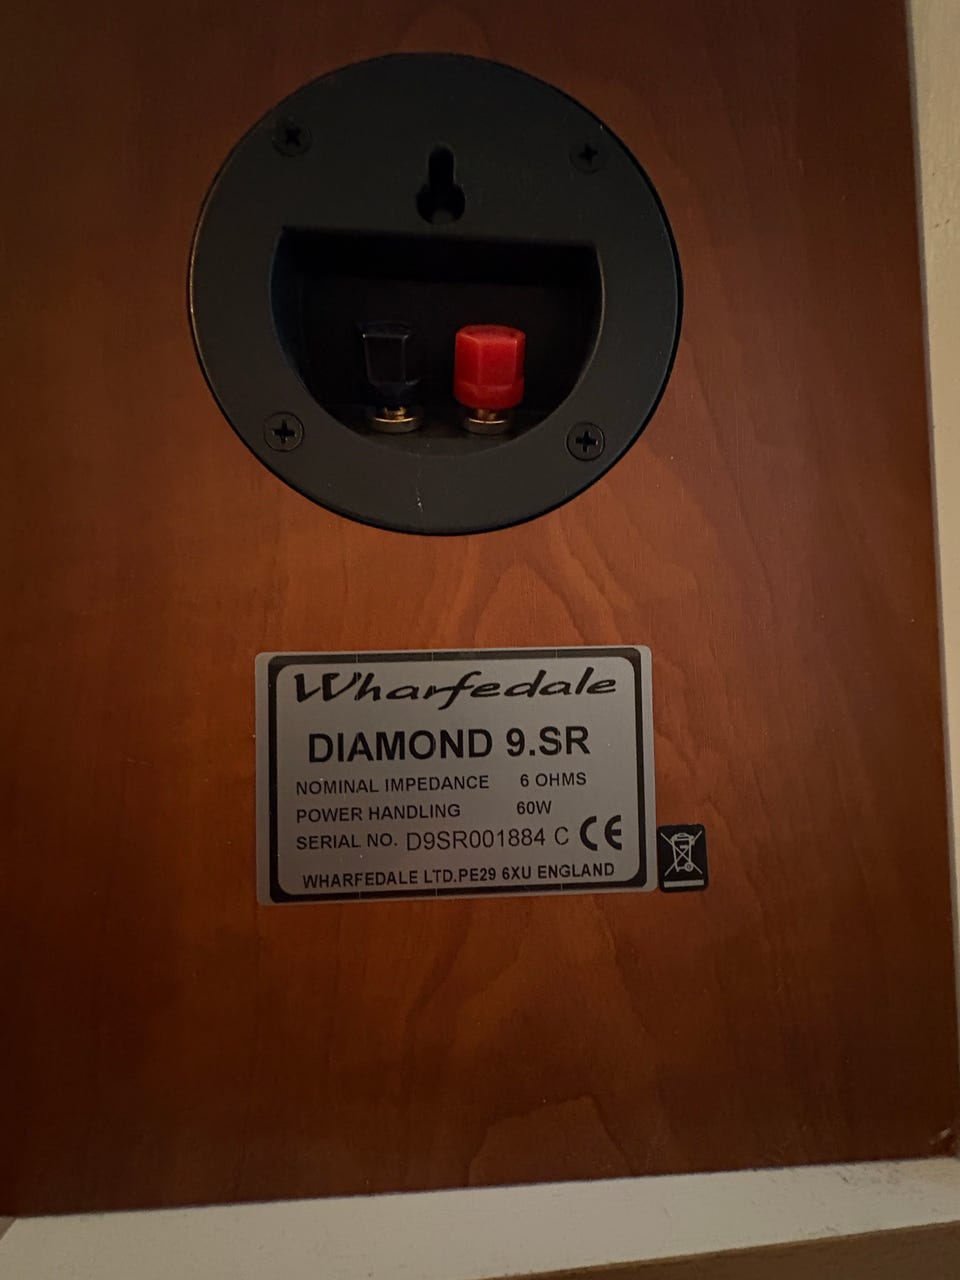 Wharfedale
DIAMOND 9.SR
NOMINAL IMPEDANCE 6 OHMS
POWER HANDLING 60W
SERIAL NO. D9SR001884 C CE
WHARFEDALE LTD.PE29 6XU ENGLAND